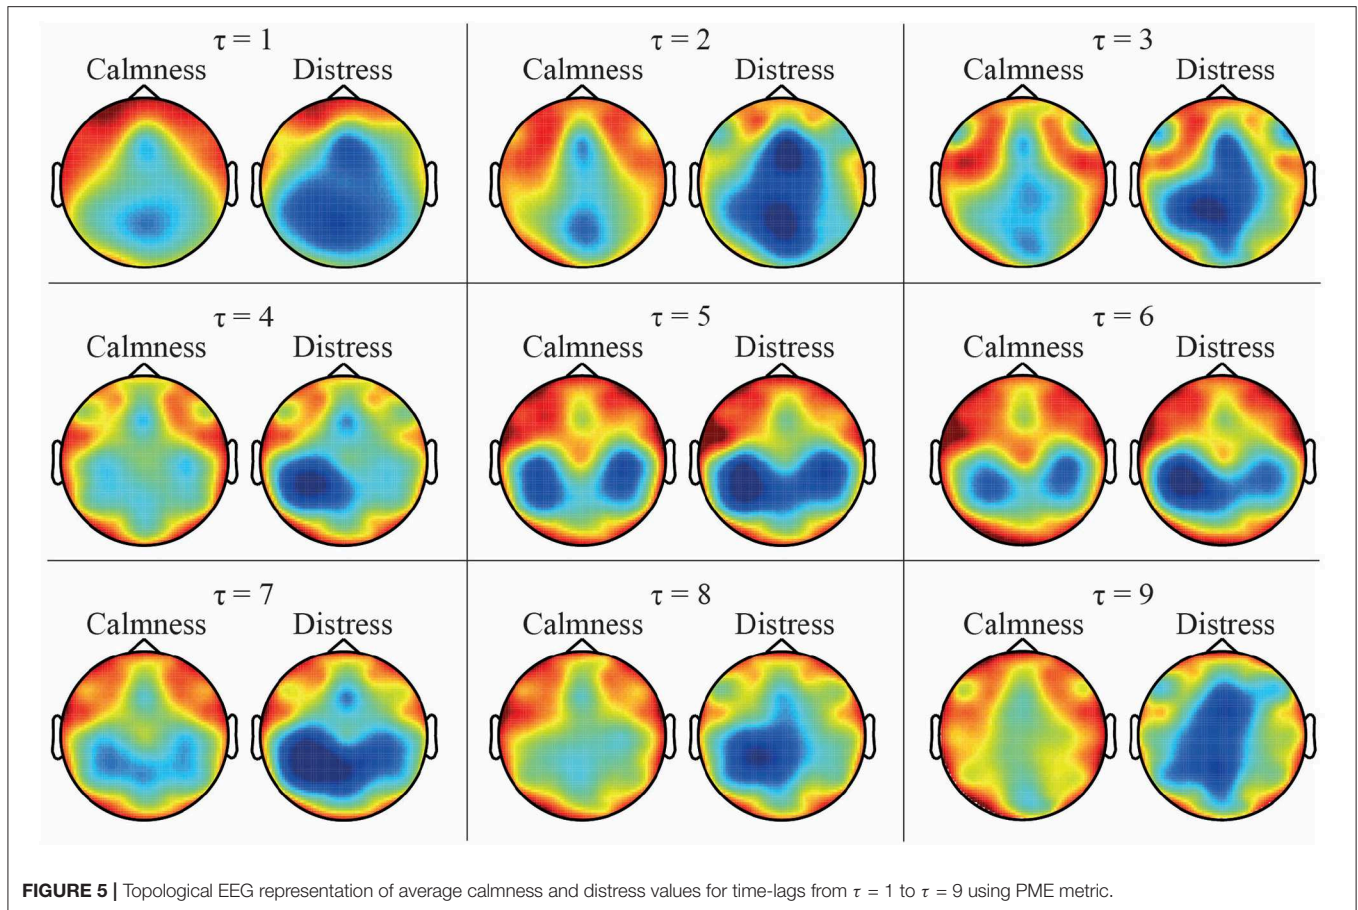 τ = 1
Calmness Distress
τ = 2
Calmness Distress
τ = 3
Calmness Distress
τ = 4
Calmness Distress
τ = 5
Calmness Distress
τ = 6
Calmness Distress
τ = 7
Calmness Distress
τ = 8
Calmness Distress
τ = 9
Calmness Distress
FIGURE 5 | Topological EEG representation of average calmness and distress values for time-lags from τ = 1 to τ = 9 using PME metric.